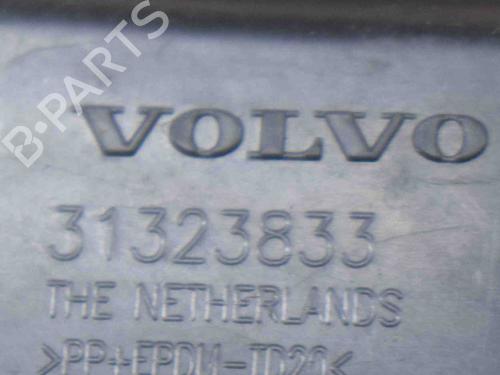 B-PARTS
VOLVO
31323833
THE NETHERLANDS
>PP+EPDM-TD20<